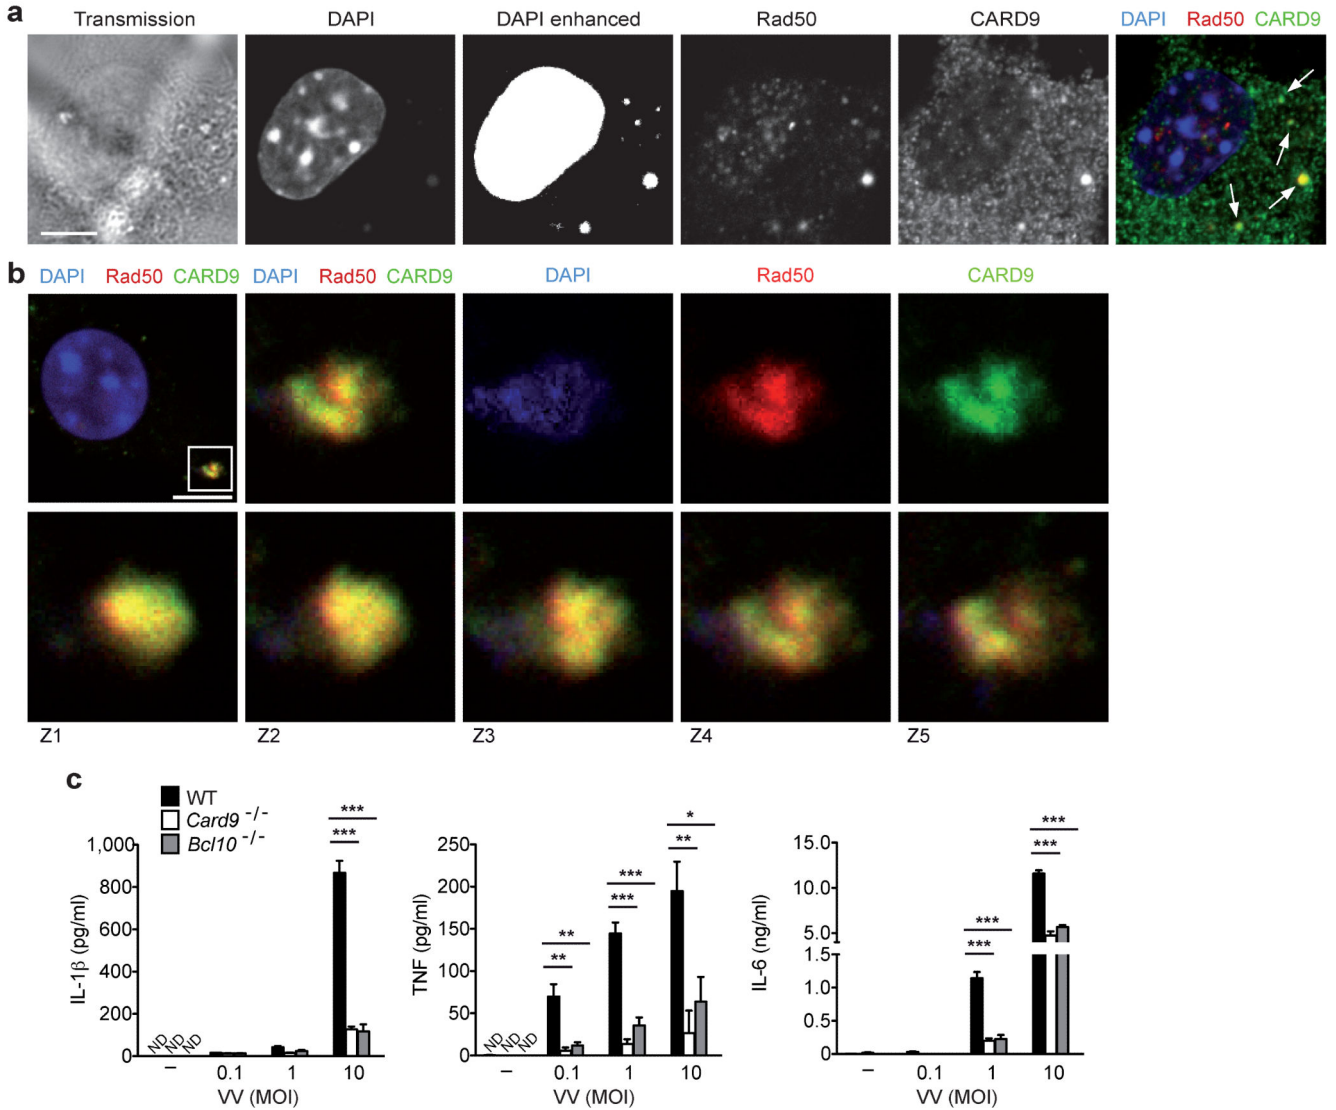 a
Transmission DAPI DAPI enhanced Rad50 CARD9 DAPI Rad50 CARD9
b
DAPI Rad50 CARD9 DAPI Rad50 CARD9 DAPI Rad50 CARD9
Z1 Z2 Z3 Z4 Z5
c
WT
Card9 -/-
Bcl10 -/-
IL-1β (pg/ml)
1,000
800
600
400
200
0
ND ND ND
*** ***
– 0.1 1 10
VV (MOI)
TNF (pg/ml)
250
200
150
100
50
0
ND ND ND
** **
*** ***
* **
– 0.1 1 10
VV (MOI)
IL-6 (ng/ml)
15.0
10.0
5.0
1.5
1.0
0.5
0
*** ***
*** ***
– 0.1 1 10
VV (MOI)